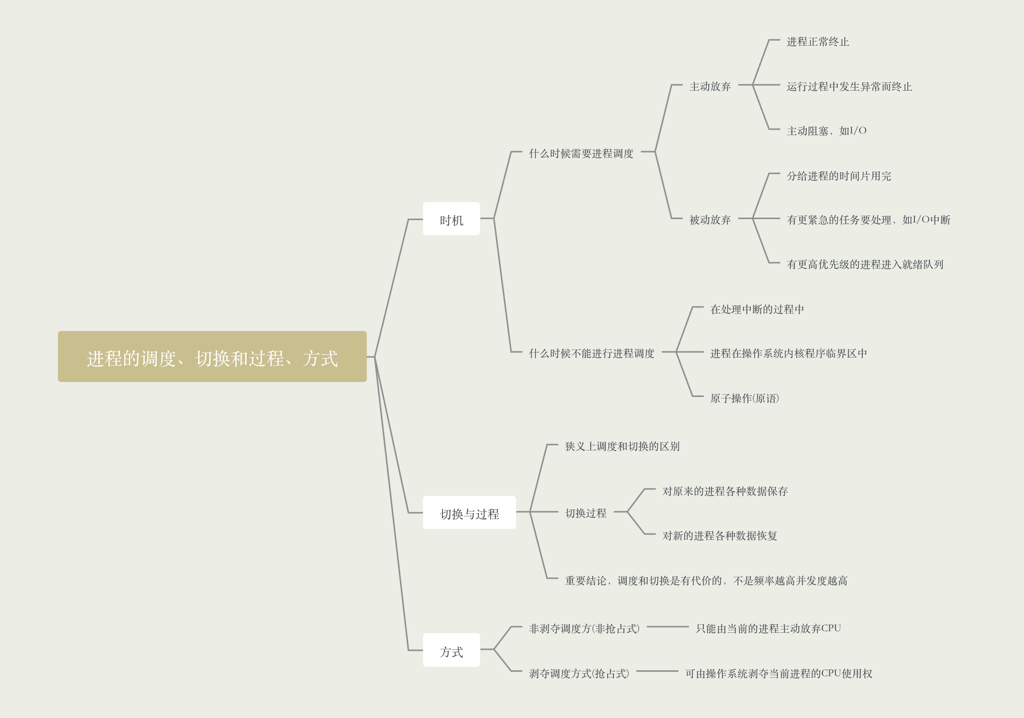 进程的调度、切换和过程、方式
时机
什么时候需要进程调度
主动放弃
进程正常终止
运行过程中发生异常而终止
主动阻塞，如I/O
被动放弃
分给进程的时间片用完
有更紧急的任务要处理，如I/O中断
有更高优先级的进程进入就绪队列
什么时候不能进行进程调度
在处理中断的过程中
进程在操作系统内核程序临界区中
原子操作(原语)
切换与过程
狭义上调度和切换的区别
切换过程
对原来的进程各种数据保存
对新的进程各种数据恢复
重要结论，调度和切换是有代价的，不是频率越高并发度越高
方式
非剥夺调度方(非抢占式)
只能由当前的进程主动放弃CPU
剥夺调度方式(抢占式)
可由操作系统剥夺当前进程的CPU使用权